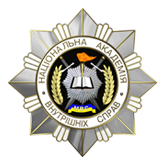 НАЦІОНАЛЬНА АКАДЕМІЯ
ВНУТРІШНІХ СПРАВ